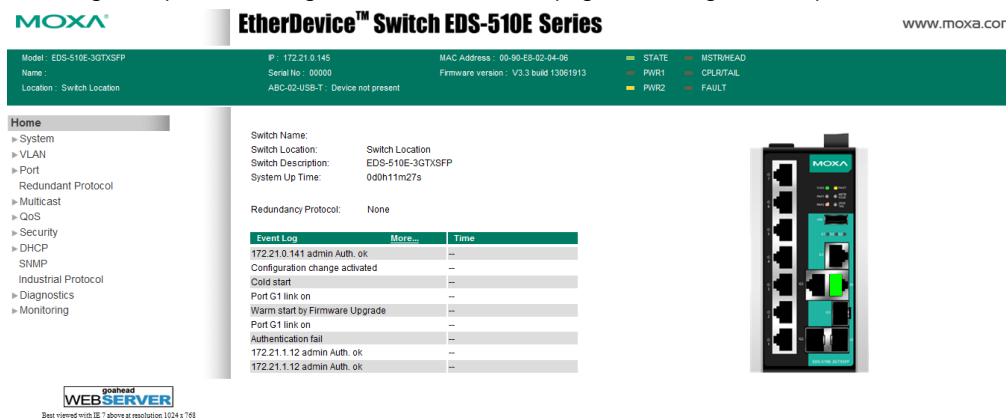 MOXA
EtherDevice™ Switch EDS-510E Series
www.moxa.com
Model : EDS-510E-3GTXSFP
Name :
Location : Switch Location
IP : 172.21.0.145
Serial No : 00000
ABC-02-USB-T : Device not present
MAC Address : 00-90-E8-02-04-06
Firmware version : V3.3 build 13061913
STATE
MSTR/HEAD
PWR1
CPLR/TAIL
PWR2
FAULT
Home
System
VLAN
Port
Redundant Protocol
Multicast
QoS
Security
DHCP
SNMP
Industrial Protocol
Diagnostics
Monitoring
Switch Name:
Switch Location: Switch Location
Switch Description: EDS-510E-3GTXSFP
System Up Time: 0d0h11m27s
Redundancy Protocol: None
Event Log More... Time
172.21.0.141 admin Auth. ok --
Configuration change activated --
Cold start --
Port G1 link on --
Warm start by Firmware Upgrade --
Port G1 link on --
Authentication fail --
172.21.1.12 admin Auth. ok --
172.21.1.12 admin Auth. ok --
MOXA
goahead
WEBSERVER
Best viewed with IE 7 above at resolution 1024 x 768